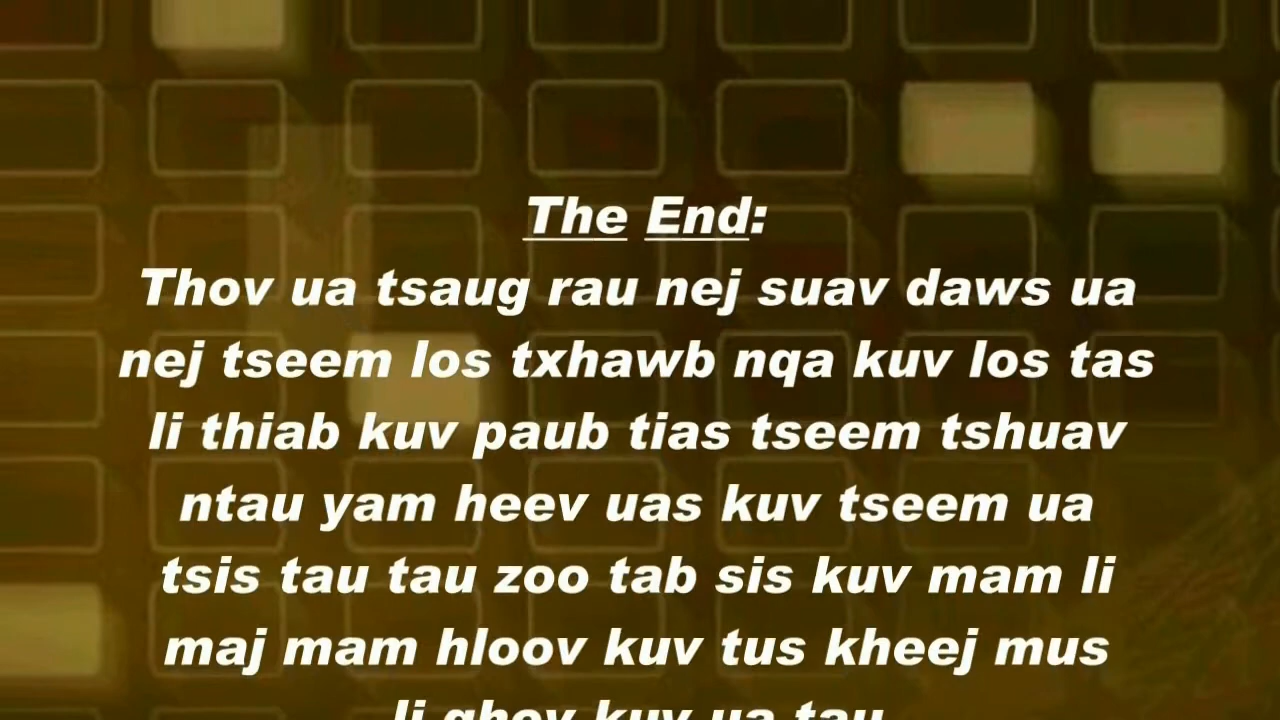 The End:
Thov ua tsaug rau nej suav daws ua
nej tseem los txhawb nqa kuv los tas
li thiab kuv paub tias tseem tshuav
ntau yam heev uas kuv tseem ua
tsis tau tau zoo tab sis kuv mam li
maj mam hloov kuv tus kheej mus
li qhov kuv ua tau